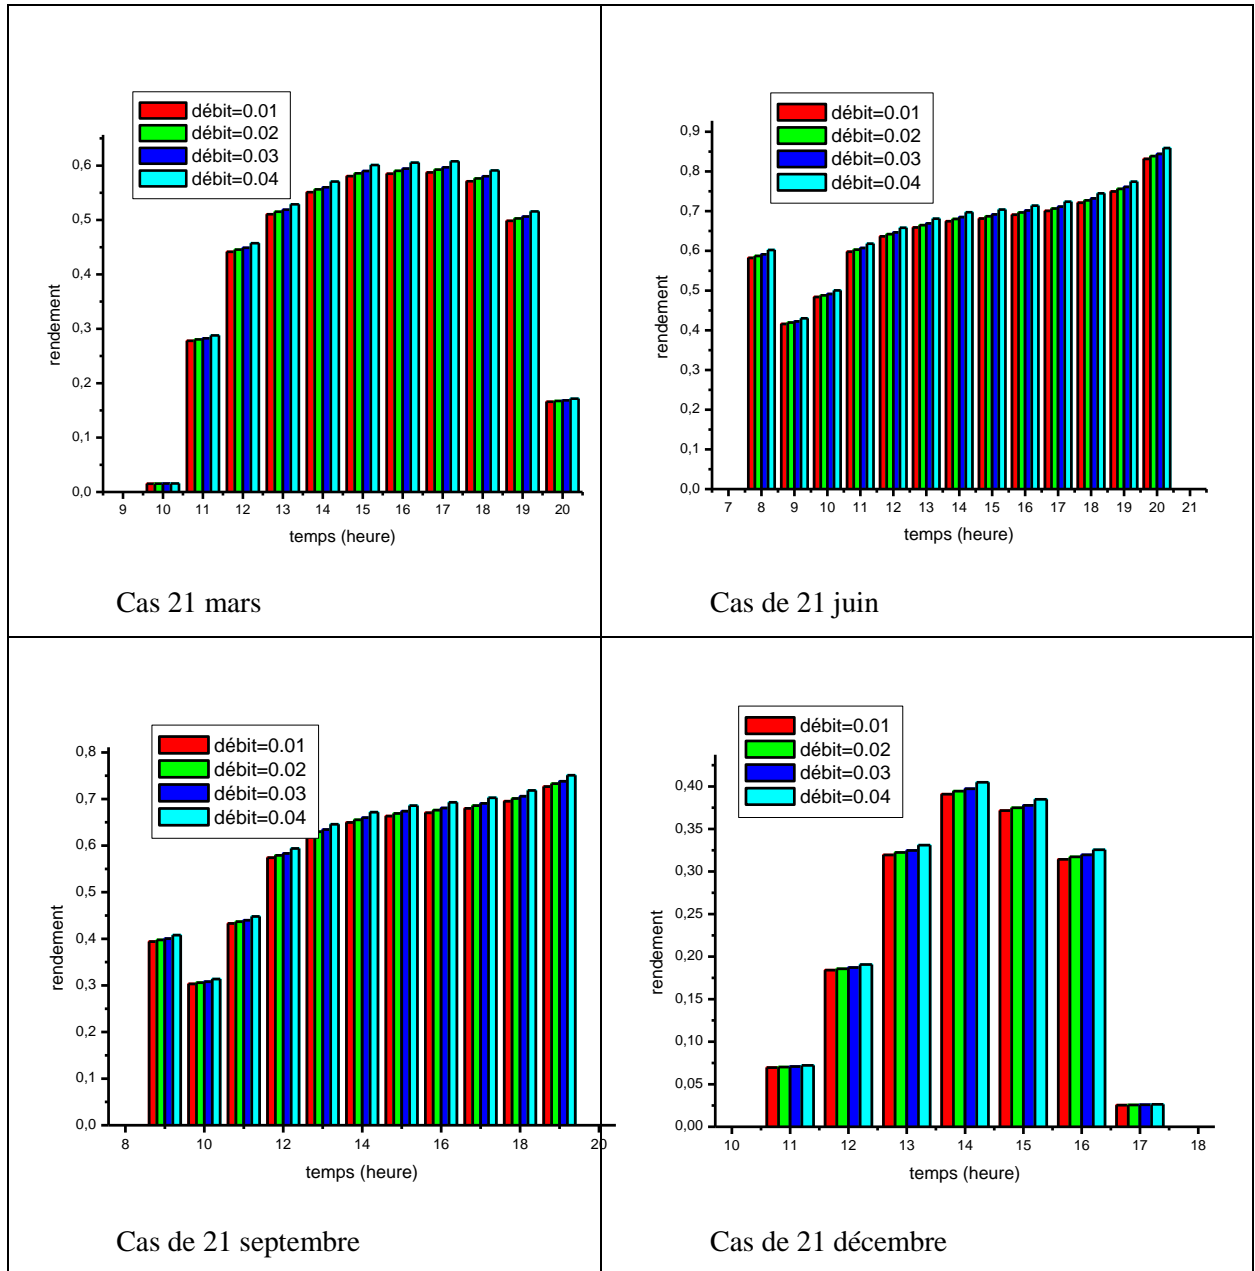 débit=0.01
débit=0.02
débit=0.03
débit=0.04
0,6
0,5
0,4
0,3
0,2
0,1
0,0
rendement
9 10 11 12 13 14 15 16 17 18 19 20
temps (heure)
Cas 21 mars
débit=0.01
débit=0.02
débit=0.03
débit=0.04
0,9
0,8
0,7
0,6
0,5
0,4
0,3
0,2
0,1
0,0
rendement
7 8 9 10 11 12 13 14 15 16 17 18 19 20 21
temps (heure)
Cas de 21 juin
débit=0.01
débit=0.02
débit=0.03
débit=0.04
0,8
0,7
0,6
0,5
0,4
0,3
0,2
0,1
0,0
rendement
8 10 12 14 16 18 20
temps (heure)
Cas de 21 septembre
débit=0.01
débit=0.02
débit=0.03
débit=0.04
0,40
0,35
0,30
0,25
0,20
0,15
0,10
0,05
0,00
rendement
10 11 12 13 14 15 16 17 18
temps (heure)
Cas de 21 décembre